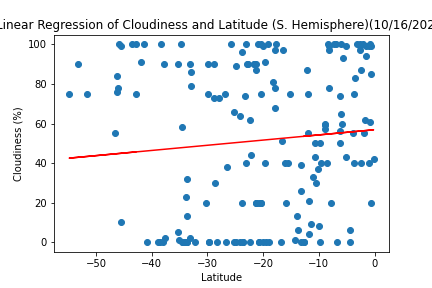 Linear Regression of Cloudiness and Latitude (S. Hemisphere)(10/16/202
100
80
60
40
20
0
Cloudiness (%)
−50 −40 −30 −20 −10 0
Latitude